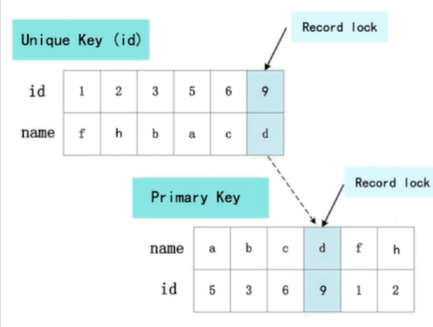 Record lock
Unique Key (id)
id 1 2 3 5 6 9
name f h b a c d
Record lock
Primary Key
name a b c d f h
id 5 3 6 9 1 2